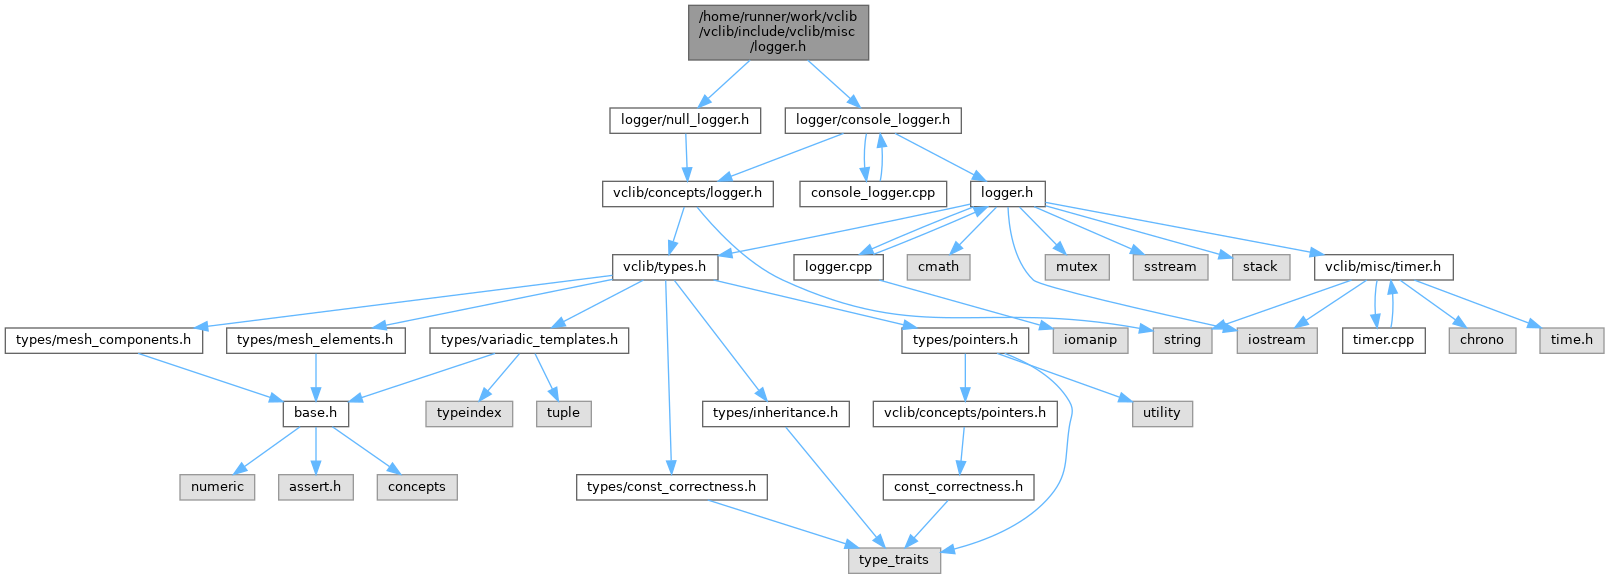 /home/runner/work/vclib
/vclib/include/vclib/misc
/logger.h
logger/null_logger.h
logger/console_logger.h
vclib/concepts/logger.h
console_logger.cpp
logger.h
vclib/types.h
logger.cpp
cmath
mutex
sstream
stack
vclib/misc/timer.h
types/mesh_components.h
types/mesh_elements.h
types/variadic_templates.h
types/pointers.h
iomanip
string
iostream
timer.cpp
chrono
time.h
base.h
typeindex
tuple
types/inheritance.h
vclib/concepts/pointers.h
utility
numeric
assert.h
concepts
types/const_correctness.h
const_correctness.h
type_traits